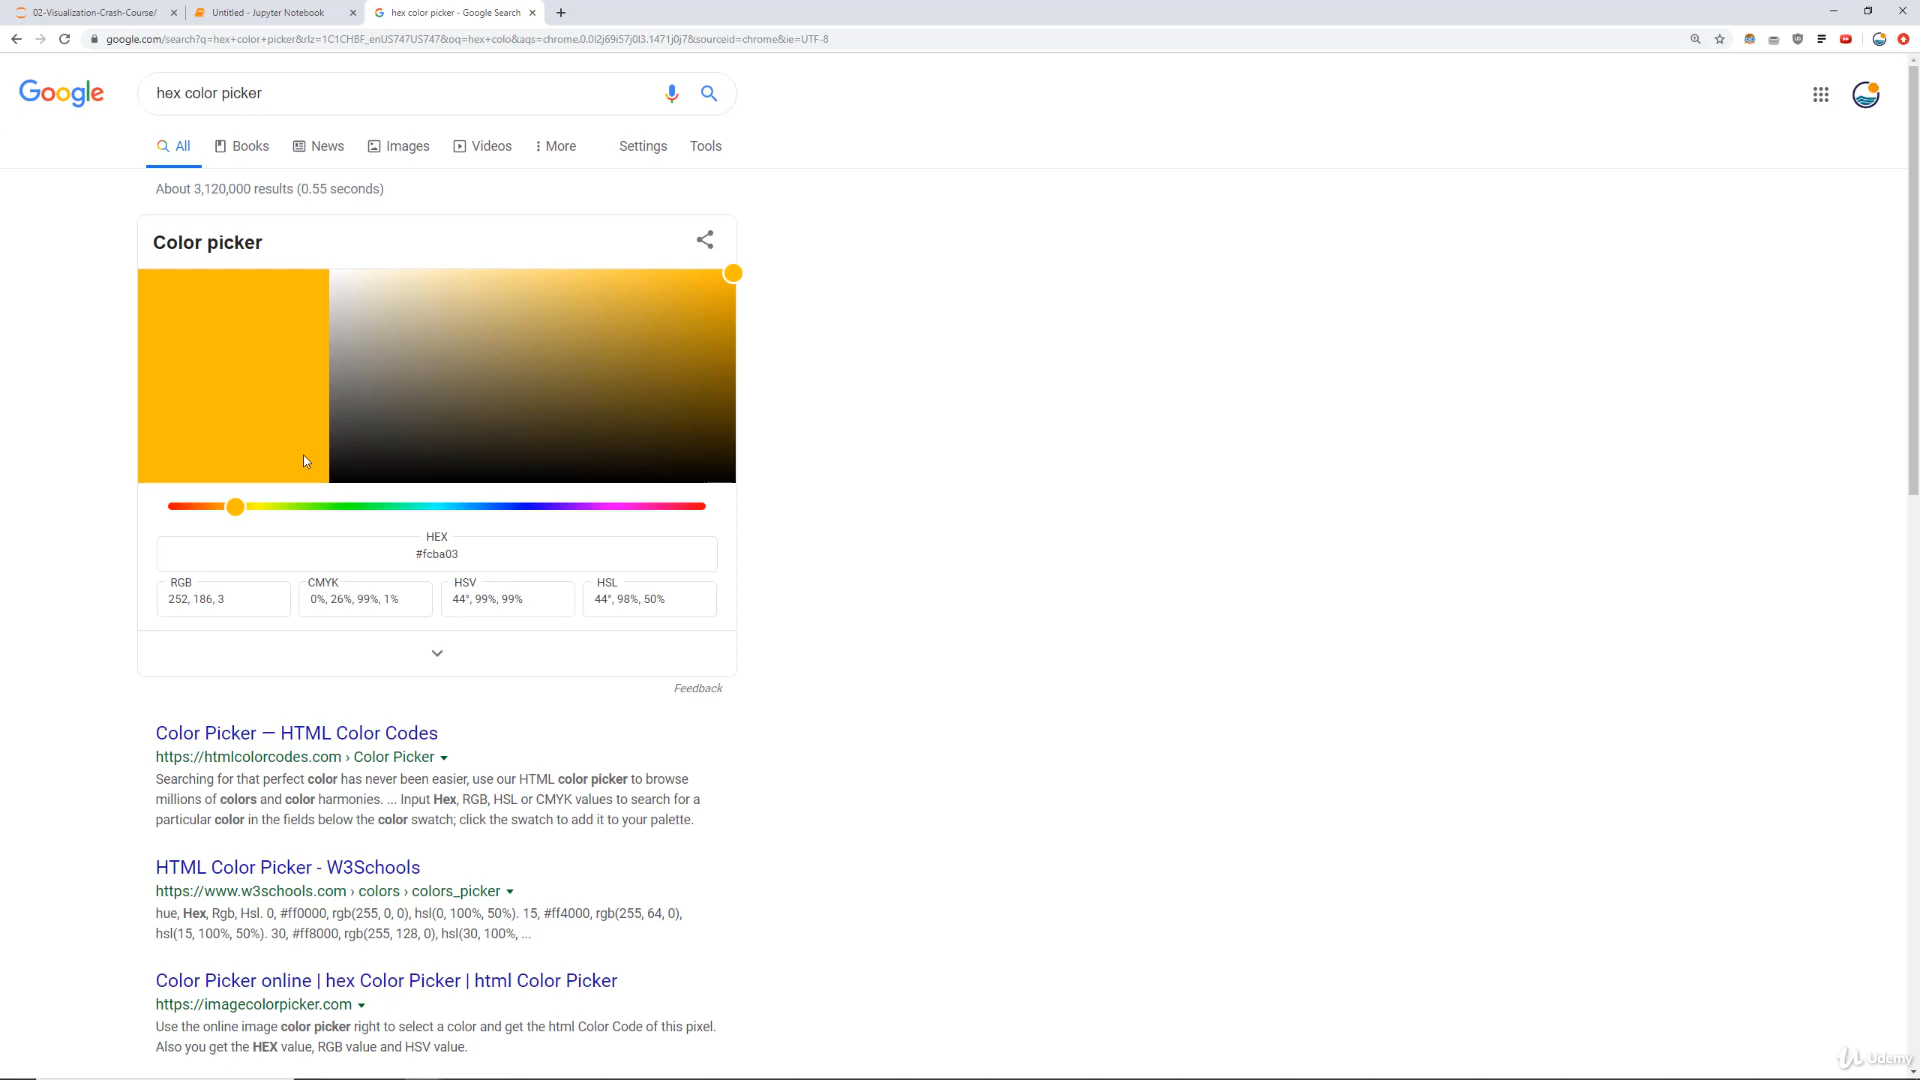 02-Visualization-Crash-Course/
Untitled - Jupyter Notebook
hex color picker - Google Search
google.com/search?q=hex+color+picker&rlz=1C1CHBF_enUS747US747&oq=hex+colo&aqs=chrome.0.0l2j69i57j0l3.1471j0j7&sourceid=chrome&ie=UTF-8
Google
hex color picker
All
Books
News
Images
Videos
More
Settings
Tools
About 3,120,000 results (0.55 seconds)
Color picker
HEX
#fcba03
RGB
252, 186, 3
CMYK
0%, 26%, 99%, 1%
HSV
44°, 99%, 99%
HSL
44°, 98%, 50%
Feedback
Color Picker — HTML Color Codes
https://htmlcolorcodes.com › Color Picker
Searching for that perfect color has never been easier, use our HTML color picker to browse
millions of colors and color harmonies. ... Input Hex, RGB, HSL or CMYK values to search for a
particular color in the fields below the color swatch; click the swatch to add it to your palette.
HTML Color Picker - W3Schools
https://www.w3schools.com › colors › colors_picker
hue, Hex, Rgb, Hsl. 0, #ff0000, rgb(255, 0, 0), hsl(0, 100%, 50%). 15, #ff4000, rgb(255, 64, 0),
hsl(15, 100%, 50%). 30, #ff8000, rgb(255, 128, 0), hsl(30, 100%, ...
Color Picker online | hex Color Picker | html Color Picker
https://imagecolorpicker.com
Use the online image color picker right to select a color and get the html Color Code of this pixel.
Also you get the HEX value, RGB value and HSV value.
Udemy